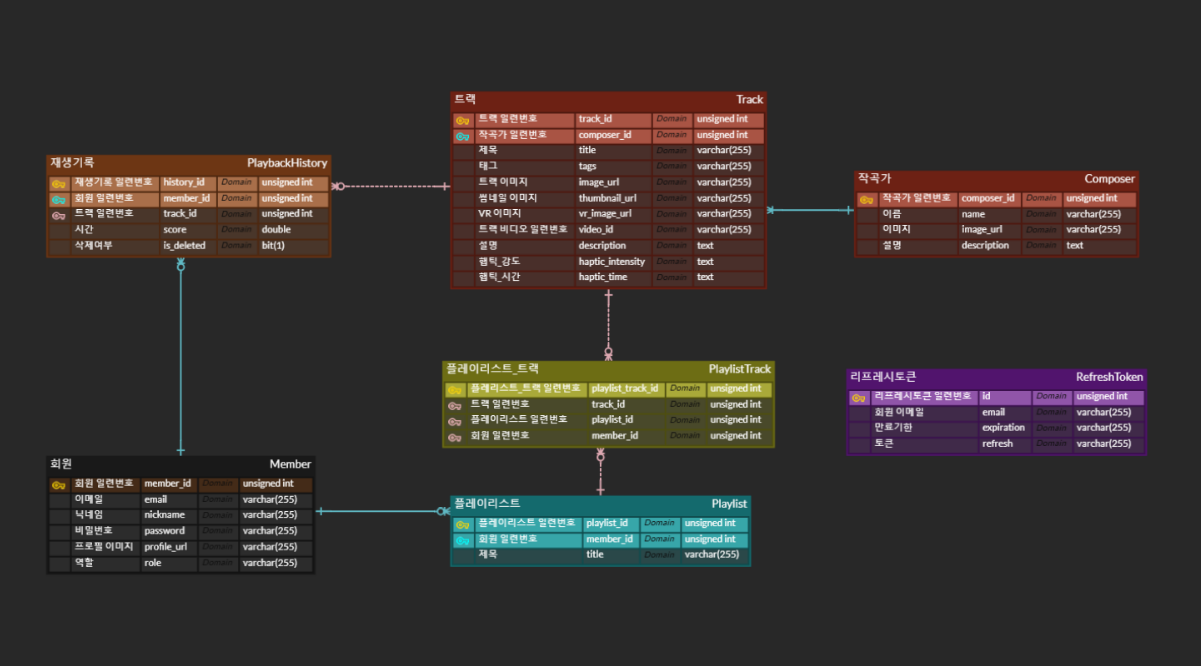 트랙 Track
트랙 일련번호 track_id Domain unsigned int
작곡가 일련번호 composer_id Domain unsigned int
제목 title Domain varchar(255)
태그 tags Domain varchar(255)
트랙 이미지 image_url Domain varchar(255)
썸네일 이미지 thumbnail_url Domain varchar(255)
VR 이미지 vr_image_url Domain varchar(255)
트랙 비디오 일련번호 video_id Domain varchar(255)
설명 description Domain text
햅틱_강도 haptic_intensity Domain text
햅틱_시간 haptic_time Domain text
재생기록 PlaybackHistory
재생기록 일련번호 history_id Domain unsigned int
회원 일련번호 member_id Domain unsigned int
트랙 일련번호 track_id Domain unsigned int
시간 score Domain double
삭제여부 is_deleted Domain bit(1)
작곡가 Composer
작곡가 일련번호 composer_id Domain unsigned int
이름 name Domain varchar(255)
이미지 image_url Domain varchar(255)
설명 description Domain text
플레이리스트_트랙 PlaylistTrack
플레리스트_트랙 일련번호 playlist_track_id Domain unsigned int
트랙 일련번호 track_id Domain unsigned int
플레이리스트 일련번호 playlist_id Domain unsigned int
회원 일련번호 member_id Domain unsigned int
리프레시토큰 RefreshToken
리프레시토큰 일련번호 id Domain unsigned int
회원 이메일 email Domain varchar(255)
만료기한 expiration Domain varchar(255)
토큰 refresh Domain varchar(255)
회원 Member
회원 일련번호 member_id Domain unsigned int
이메일 email Domain varchar(255)
닉네임 nickname Domain varchar(255)
비밀번호 password Domain varchar(255)
프로필 이미지 profile_url Domain varchar(255)
역할 role Domain varchar(255)
플레이리스트 Playlist
플레이리스트 일련번호 playlist_id Domain unsigned int
회원 일련번호 member_id Domain unsigned int
제목 title Domain varchar(255)